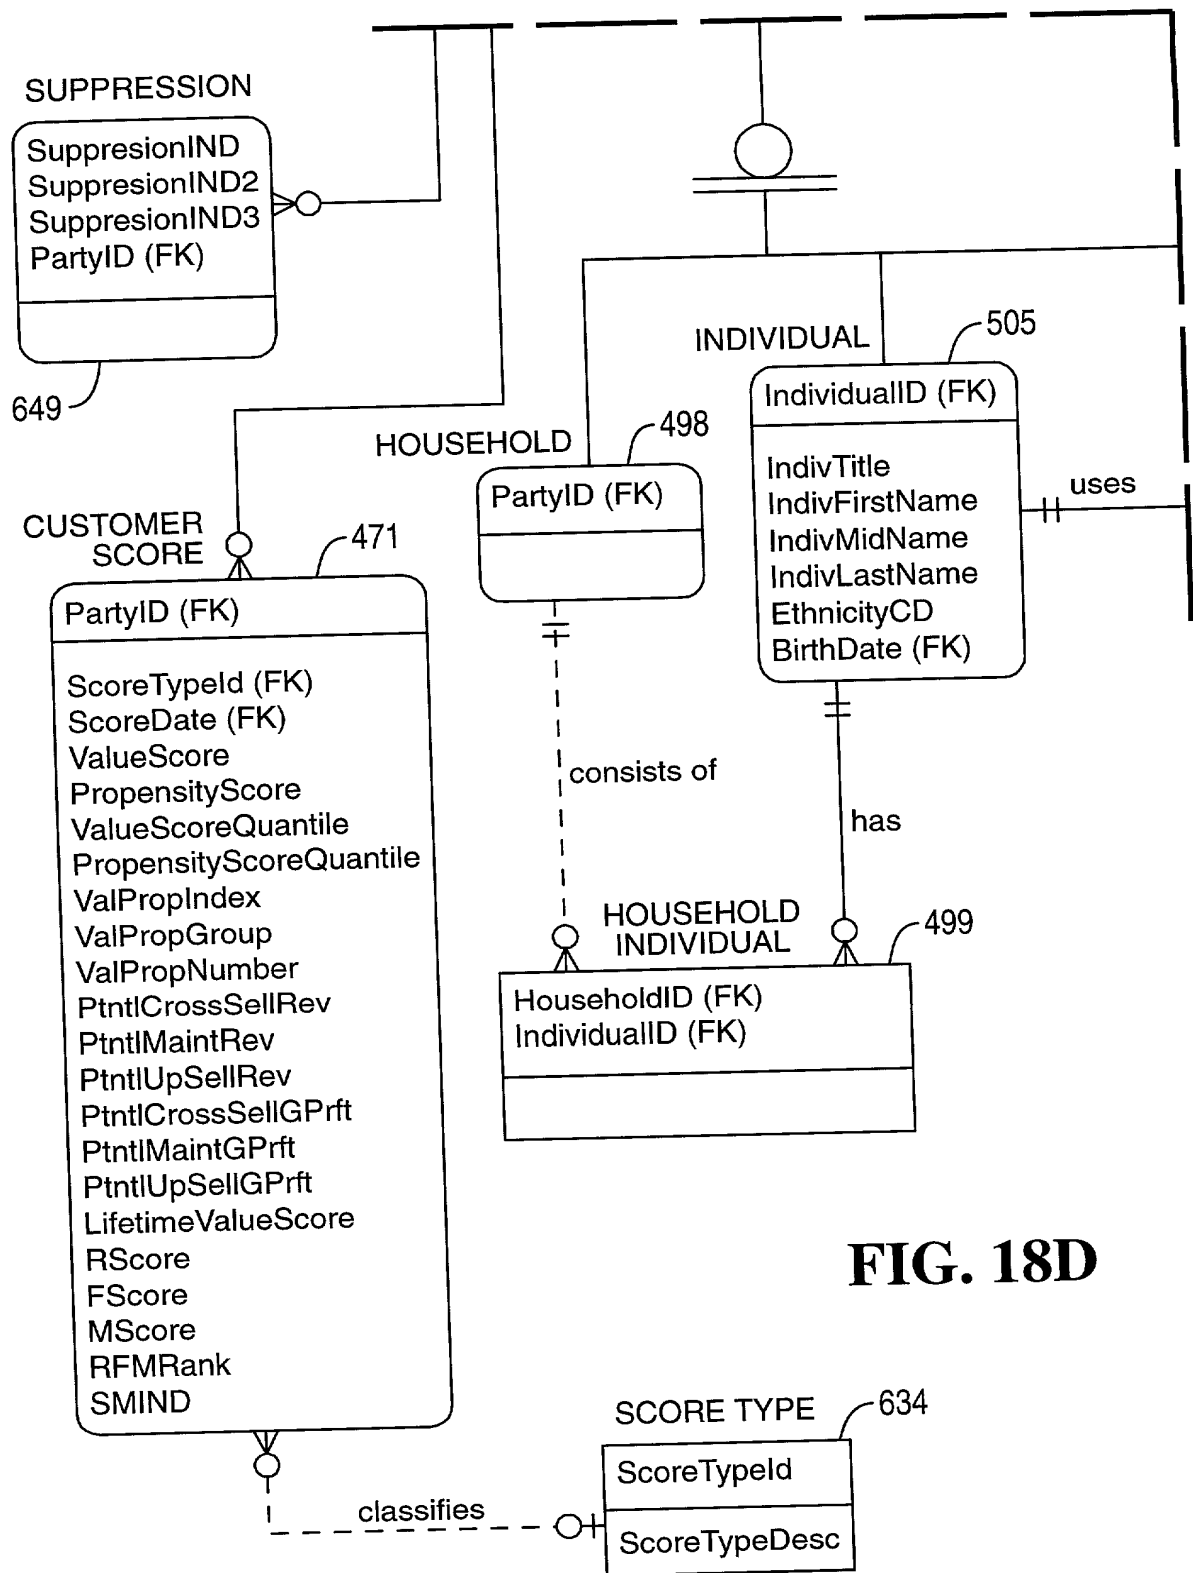 SUPPRESSION
SuppresionIND
SuppresionIND2
SuppresionIND3
PartyID (FK)
649
INDIVIDUAL
505
IndividualID (FK)
IndivTitle
IndivFirstName
IndivMidName
IndivLastName
EthnicityCD
BirthDate (FK)
uses
HOUSEHOLD
498
PartyID (FK)
CUSTOMER
SCORE
471
PartyID (FK)
ScoreTypeId (FK)
ScoreDate (FK)
ValueScore
PropensityScore
ValueScoreQuantile
PropensityScoreQuantile
ValPropIndex
ValPropGroup
ValPropNumber
PtntlCrossSellRev
PtntlMaintRev
PtntlUpSellRev
PtntlCrossSellGPrft
PtntlMaintGPrft
PtntlUpSellGPrft
LifetimeValueScore
RScore
FScore
MScore
RFMRank
SMIND
consists of
has
HOUSEHOLD
INDIVIDUAL
499
HouseholdID (FK)
IndividualID (FK)
FIG. 18D
classifies
SCORE TYPE
634
ScoreTypeId
ScoreTypeDesc